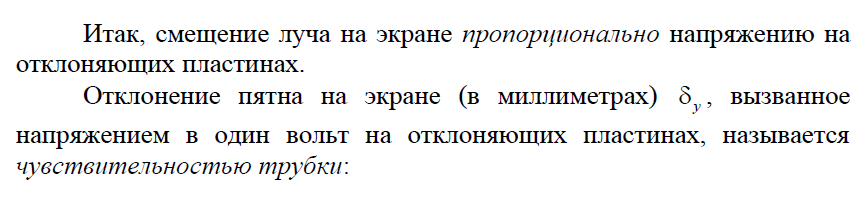 Итак, смещение луча на экране пропорционально напряжению на
отклоняющих пластинах.
Отклонение пятна на экране (в миллиметрах) δ_y, вызванное
напряжением в один вольт на отклоняющих пластинах, называется
чувствительностью трубки: